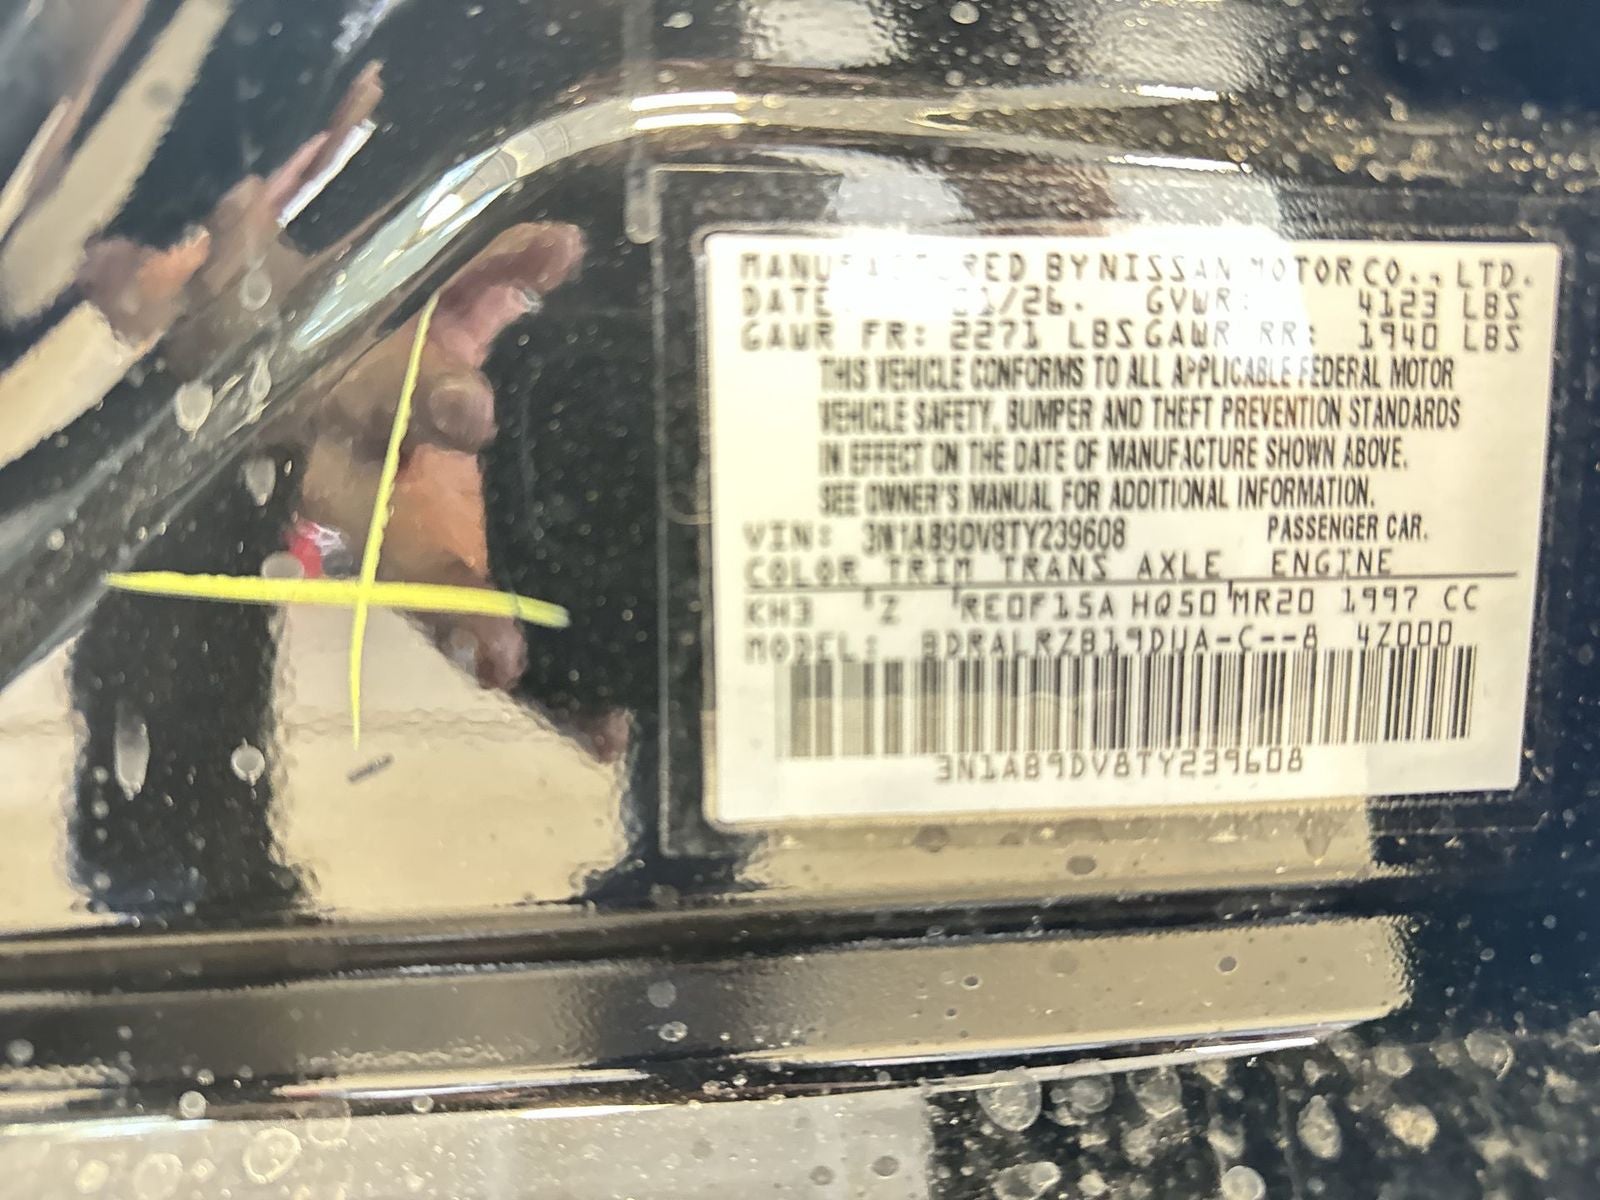 MANUFACTURED BY NISSAN MOTOR CO., LTD.
DATE /26. GVWR: 4123 LBS
GAWR FR: 2271 LBS GAWR RR: 1940 LBS
THIS VEHICLE CONFORMS TO ALL APPLICABLE FEDERAL MOTOR
VEHICLE SAFETY, BUMPER AND THEFT PREVENTION STANDARDS
IN EFFECT ON THE DATE OF MANUFACTURE SHOWN ABOVE.
SEE OWNER'S MANUAL FOR ADDITIONAL INFORMATION.
VIN: 3N1AB9DV8TY239608 PASSENGER CAR.
COLOR TRIM TRANS AXLE ENGINE
KH3 Z RE0F15A HQ50 MR20 1997 CC
MODEL: BDRALRZB19DUA-C--8 4Z000
3N1AB9DV8TY239608